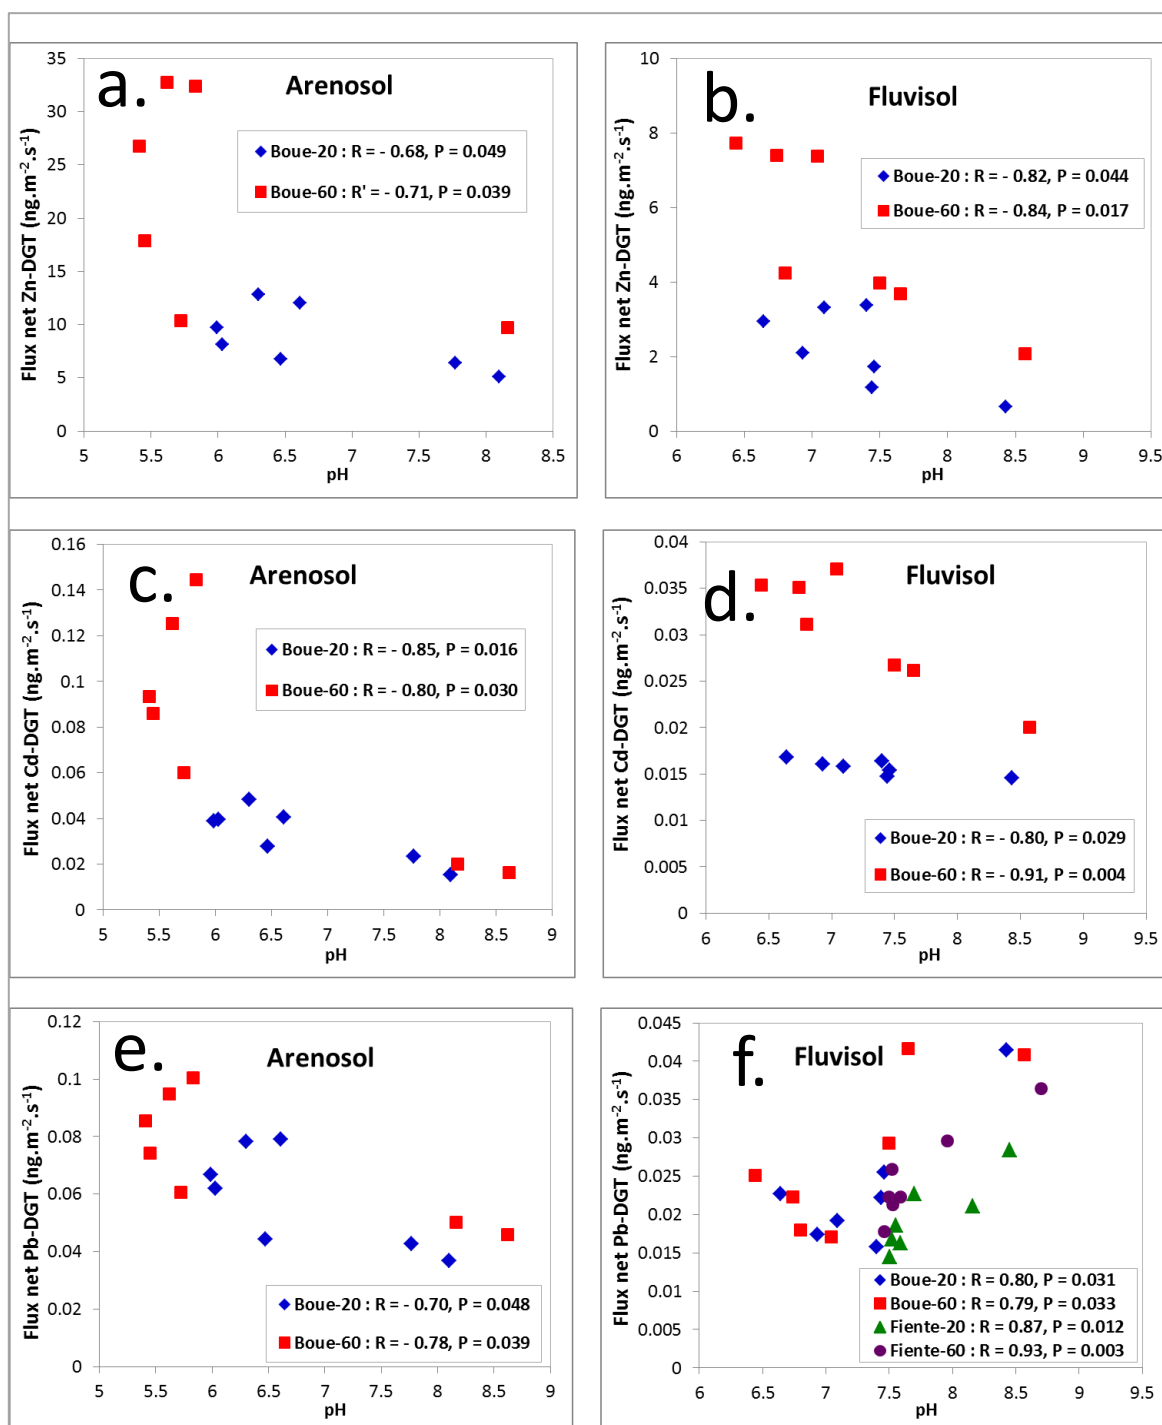 a.
Arenosol
Boue-20 : R = - 0.68, P = 0.049
Boue-60 : R' = - 0.71, P = 0.039
Flux net Zn-DGT (ng.m-2.s-1)
35
30
25
20
15
10
5
0
5 5.5 6 6.5 7 7.5 8 8.5
pH
b.
Fluvisol
Boue-20 : R = - 0.82, P = 0.044
Boue-60 : R = - 0.84, P = 0.017
Flux net Zn-DGT (ng.m-2.s-1)
10
8
6
4
2
0
6 6.5 7 7.5 8 8.5 9 9.5
pH
c.
Arenosol
Boue-20 : R = - 0.85, P = 0.016
Boue-60 : R = - 0.80, P = 0.030
Flux net Cd-DGT (ng.m-2.s-1)
0.16
0.14
0.12
0.1
0.08
0.06
0.04
0.02
0
5 5.5 6 6.5 7 7.5 8 8.5 9
pH
d.
Fluvisol
Boue-20 : R = - 0.80, P = 0.029
Boue-60 : R = - 0.91, P = 0.004
Flux net Cd-DGT (ng.m-2.s-1)
0.04
0.035
0.03
0.025
0.02
0.015
0.01
0.005
0
6 6.5 7 7.5 8 8.5 9 9.5
pH
e.
Arenosol
Boue-20 : R = - 0.70, P = 0.048
Boue-60 : R = - 0.78, P = 0.039
Flux net Pb-DGT (ng.m-2.s-1)
0.12
0.1
0.08
0.06
0.04
0.02
0
5 5.5 6 6.5 7 7.5 8 8.5 9
pH
f.
Fluvisol
Boue-20 : R = 0.80, P = 0.031
Boue-60 : R = 0.79, P = 0.033
Fiente-20 : R = 0.87, P = 0.012
Fiente-60 : R = 0.93, P = 0.003
Flux net Pb-DGT (ng.m-2.s-1)
0.045
0.04
0.035
0.03
0.025
0.02
0.015
0.01
0.005
0
6 6.5 7 7.5 8 8.5 9 9.5
pH